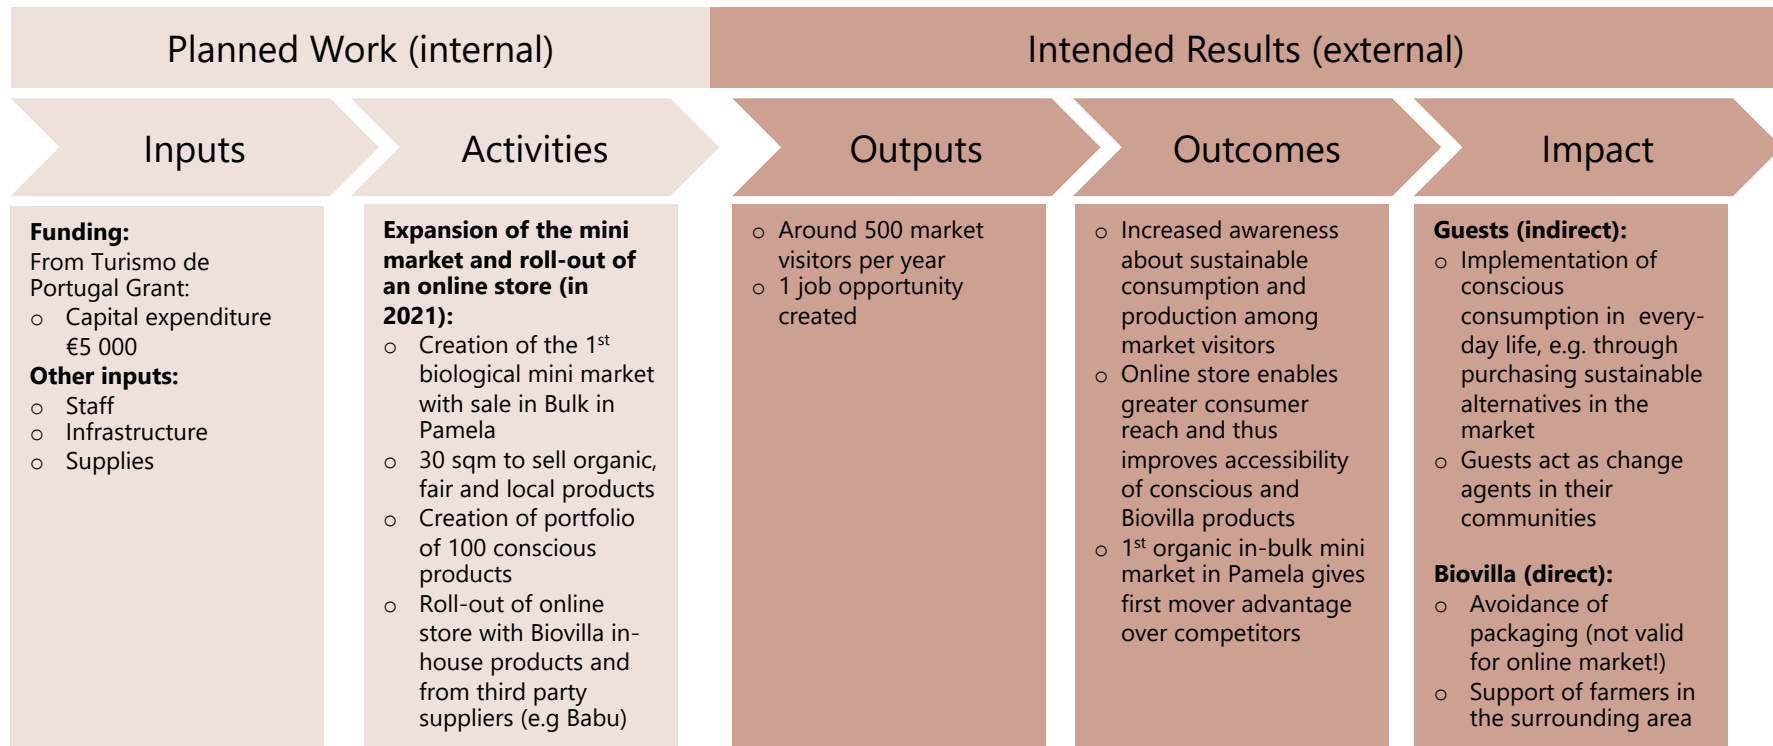 Planned Work (internal)
Intended Results (external)
Inputs
Activities
Outputs
Outcomes
Impact
Funding:
From Turismo de
Portugal Grant:
o Capital expenditure
€5 000
Other inputs:
o Staff
o Infrastructure
o Supplies
Expansion of the mini
market and roll-out of
an online store (in
2021):
o Creation of the 1st
biological mini market
with sale in Bulk in
Pamela
o 30 sqm to sell organic,
fair and local products
o Creation of portfolio
of 100 conscious
products
o Roll-out of online
store with Biovilla in-
house products and
from third party
suppliers (e.g Babu)
o Around 500 market
visitors per year
o 1 job opportunity
created
o Increased awareness
about sustainable
consumption and
production among
market visitors
o Online store enables
greater consumer
reach and thus
improves accessibility
of conscious and
Biovilla products
o 1st organic in-bulk mini
market in Pamela gives
first mover advantage
over competitors
Guests (indirect):
o Implementation of
conscious
consumption in every-
day life, e.g. through
purchasing sustainable
alternatives in the
market
o Guests act as change
agents in their
communities
Biovilla (direct):
o Avoidance of
packaging (not valid
for online market!)
o Support of farmers in
the surrounding area